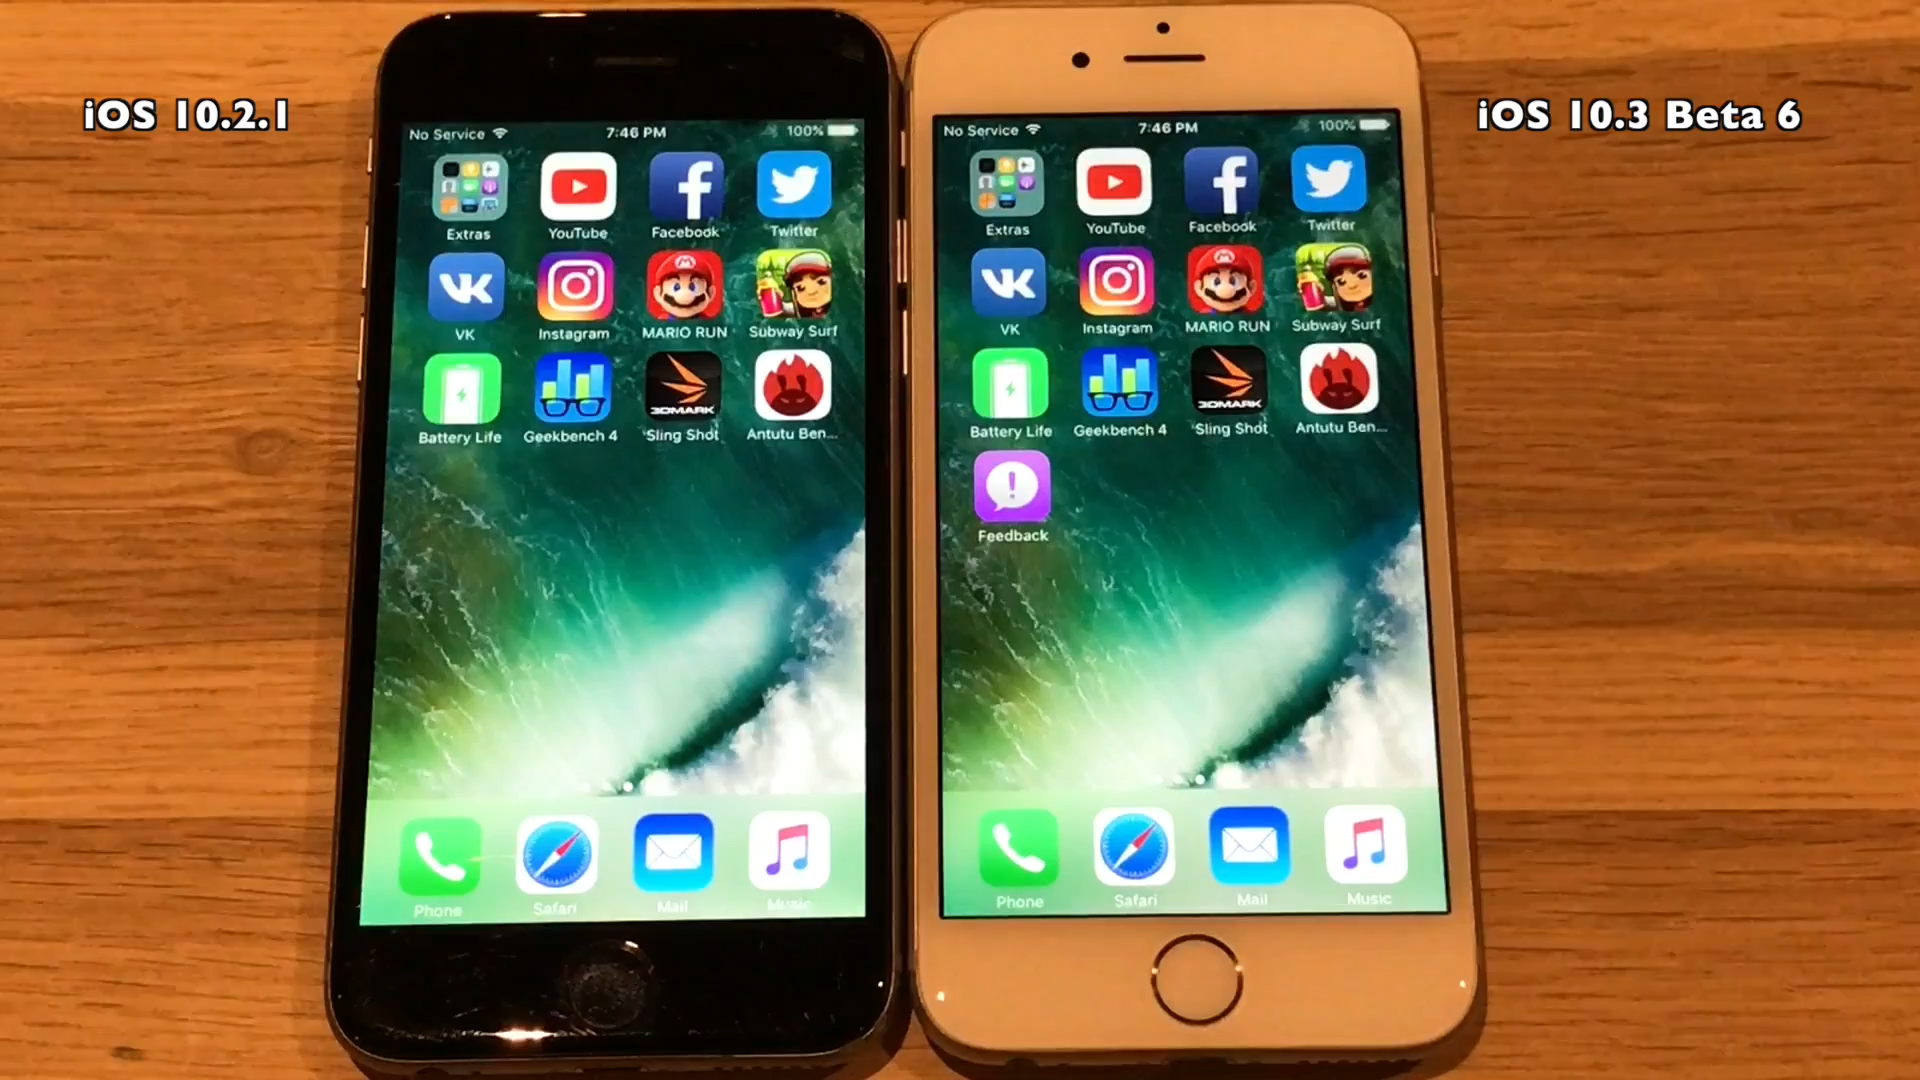 iOS 10.2.1
iOS 10.3 Beta 6
No Service 7:46 PM 100%
Extras YouTube Facebook Twitter
VK Instagram MARIO RUN Subway Surf
3DMARK
Battery Life Geekbench 4 Sling Shot Antutu Ben...
Phone Safari Mail Music
No Service 7:46 PM 100%
Extras YouTube Facebook Twitter
VK Instagram MARIO RUN Subway Surf
3DMARK
Battery Life Geekbench 4 Sling Shot Antutu Ben...
Feedback
Phone Safari Mail Music